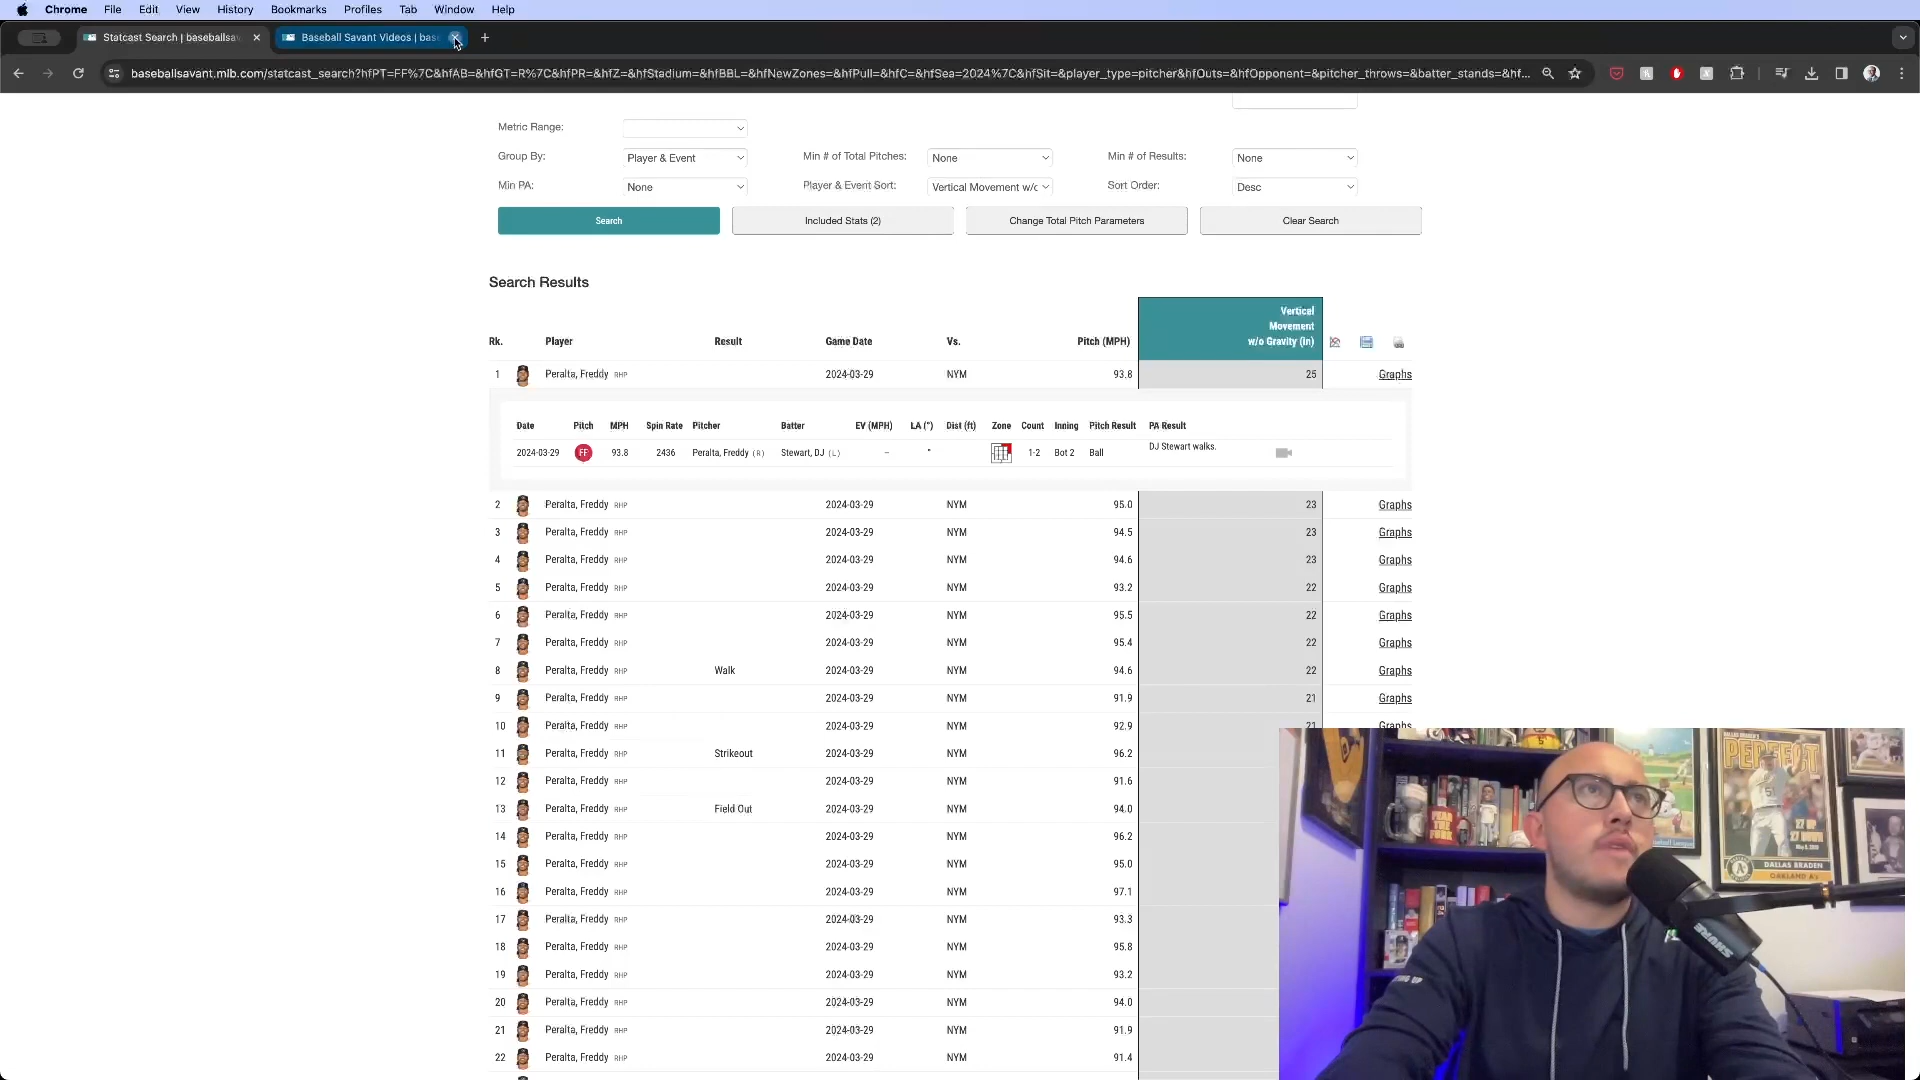 Chrome File Edit View History Bookmarks Profiles Tab Window Help
Statcast Search | baseballsa
Baseball Savant Videos | bas
baseballsavant.mlb.com/statcast_search?hfPT=FF%7C&hfAB=&hfGT=R%7C&hfPR=&hfZ=&hfStadium=&hfBBL=&hfNewZones=&hfPull=&hfC=&hfSea=2024%7C&hfSit=&player_type=pitcher&hfOuts=&hfOpponent=&pitcher_throws=&batter_stands=&hf...
Metric Range:
Group By: Player & Event Min # of Total Pitches: None Min # of Results: None
Min PA: None Player & Event Sort: Vertical Movement w/c Sort Order: Desc
Search Included Stats (2) Change Total Pitch Parameters Clear Search
Search Results
Vertical
Movement
Rk. Player Result Game Date Vs. Pitch (MPH) w/o Gravity (in)
1 Peralta, Freddy RHP 2024-03-29 NYM 93.8 25 Graphs
Date Pitch MPH Spin Rate Pitcher Batter EV (MPH) LA (°) Dist (ft) Zone Count Inning Pitch Result PA Result
2024-03-29 FF 93.8 2436 Peralta, Freddy (R) Stewart, DJ (L) -- ° 1-2 Bot 2 Ball DJ Stewart walks.
2 Peralta, Freddy RHP 2024-03-29 NYM 95.0 23 Graphs
3 Peralta, Freddy RHP 2024-03-29 NYM 94.5 23 Graphs
4 Peralta, Freddy RHP 2024-03-29 NYM 94.6 23 Graphs
5 Peralta, Freddy RHP 2024-03-29 NYM 93.2 22 Graphs
6 Peralta, Freddy RHP 2024-03-29 NYM 95.5 22 Graphs
7 Peralta, Freddy RHP 2024-03-29 NYM 95.4 22 Graphs
8 Peralta, Freddy RHP Walk 2024-03-29 NYM 94.6 22 Graphs
9 Peralta, Freddy RHP 2024-03-29 NYM 91.9 21 Graphs
10 Peralta, Freddy RHP 2024-03-29 NYM 92.9 21 Graphs
11 Peralta, Freddy RHP Strikeout 2024-03-29 NYM 96.2
12 Peralta, Freddy RHP 2024-03-29 NYM 91.6
13 Peralta, Freddy RHP Field Out 2024-03-29 NYM 94.0
14 Peralta, Freddy RHP 2024-03-29 NYM 96.2
15 Peralta, Freddy RHP 2024-03-29 NYM 95.0
16 Peralta, Freddy RHP 2024-03-29 NYM 97.1
17 Peralta, Freddy RHP 2024-03-29 NYM 93.3
18 Peralta, Freddy RHP 2024-03-29 NYM 95.8
19 Peralta, Freddy RHP 2024-03-29 NYM 93.2
20 Peralta, Freddy RHP 2024-03-29 NYM 94.0
21 Peralta, Freddy RHP 2024-03-29 NYM 91.9
22 Peralta, Freddy RHP 2024-03-29 NYM 91.4
PERFECT
51
27 UP
27 DOWN
May 9, 2010
DALLAS BRADEN
OAKLAND A's
FEAR
THE
FORK
SHURE